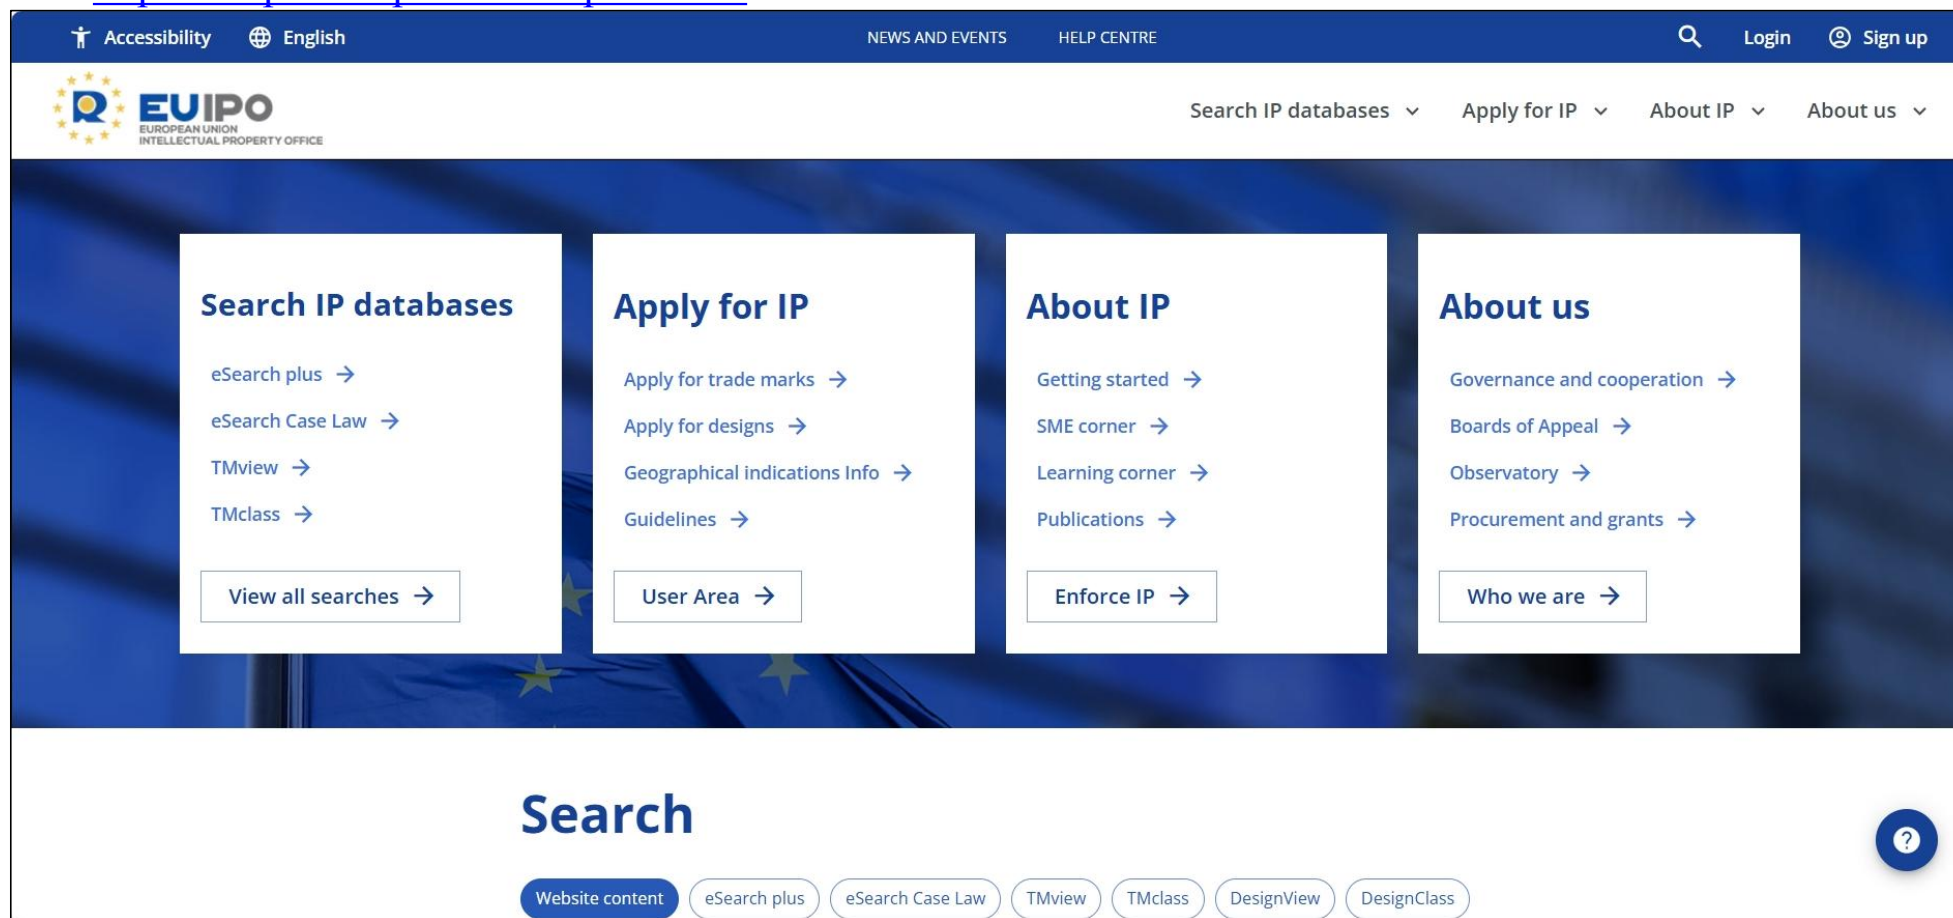 Accessibility English NEWS AND EVENTS HELP CENTRE Login Sign up
EUIPO
EUROPEAN UNION
INTELLECTUAL PROPERTY OFFICE
Search IP databases Apply for IP About IP About us
Search IP databases
eSearch plus
eSearch Case Law
TMview
TMclass
View all searches
Apply for IP
Apply for trade marks
Apply for designs
Geographical indications Info
Guidelines
User Area
About IP
Getting started
SME corner
Learning corner
Publications
Enforce IP
About us
Governance and cooperation
Boards of Appeal
Observatory
Procurement and grants
Who we are
Search
Website content eSearch plus eSearch Case Law TMview TMclass DesignView DesignClass